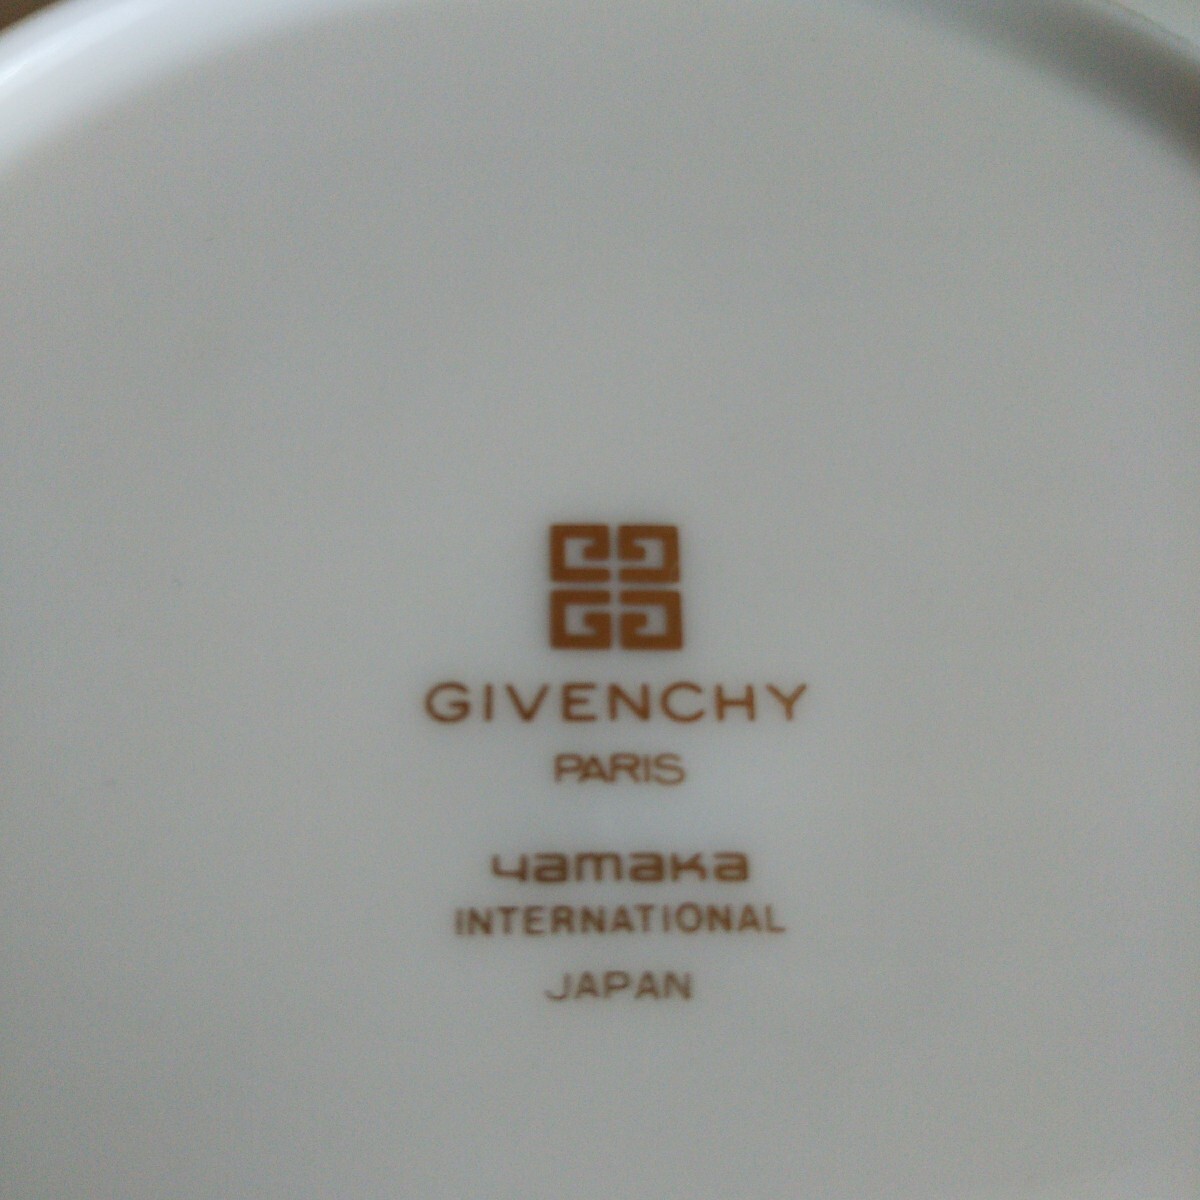 GIVENCHY
PARIS
yamaka
INTERNATIONAL
JAPAN